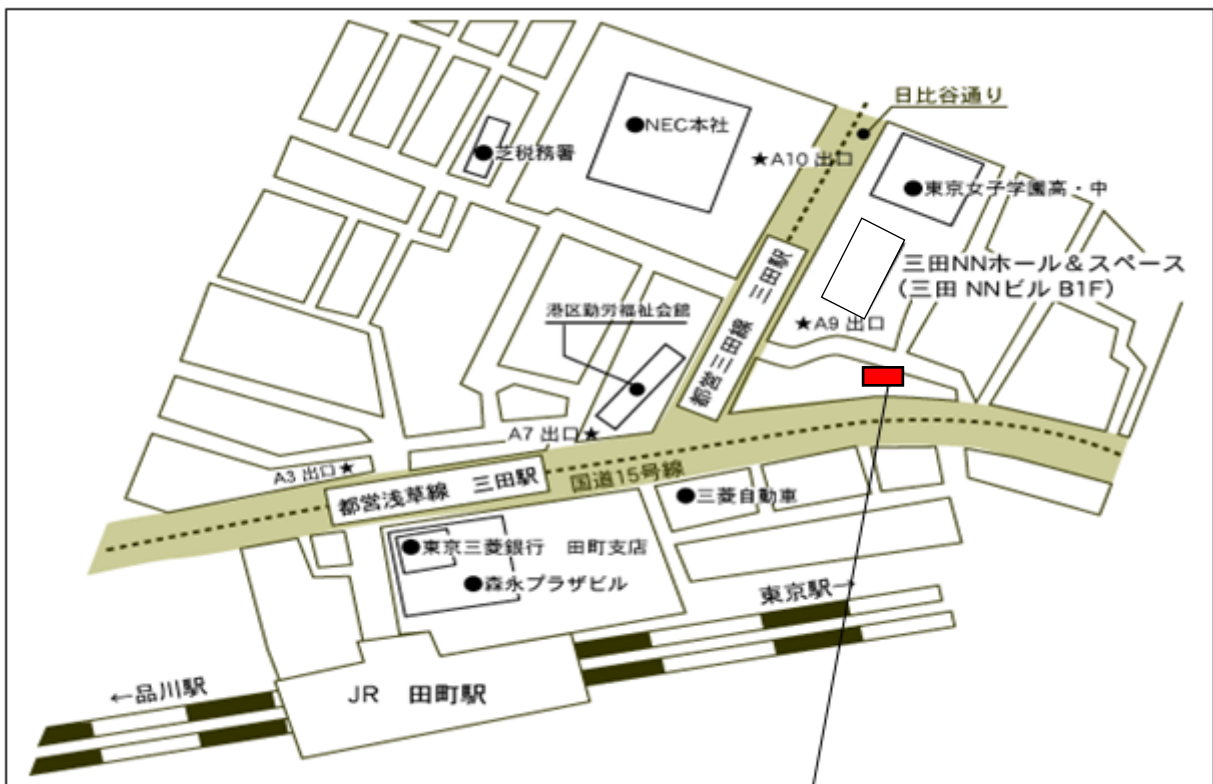 日比谷通り
●NEC本社
●芝税務署
★A10 出口
●東京女子学園高・中
三田NNホール＆スペース
（三田 NNビル B1F）
都営三田線 三田駅
港区勤労福祉会館
★A9 出口
A7 出口★
A3 出口★
国道15号線
都営浅草線 三田駅
●三菱自動車
●東京三菱銀行 田町支店
●森永プラザビル
東京駅→
←品川駅
JR 田町駅